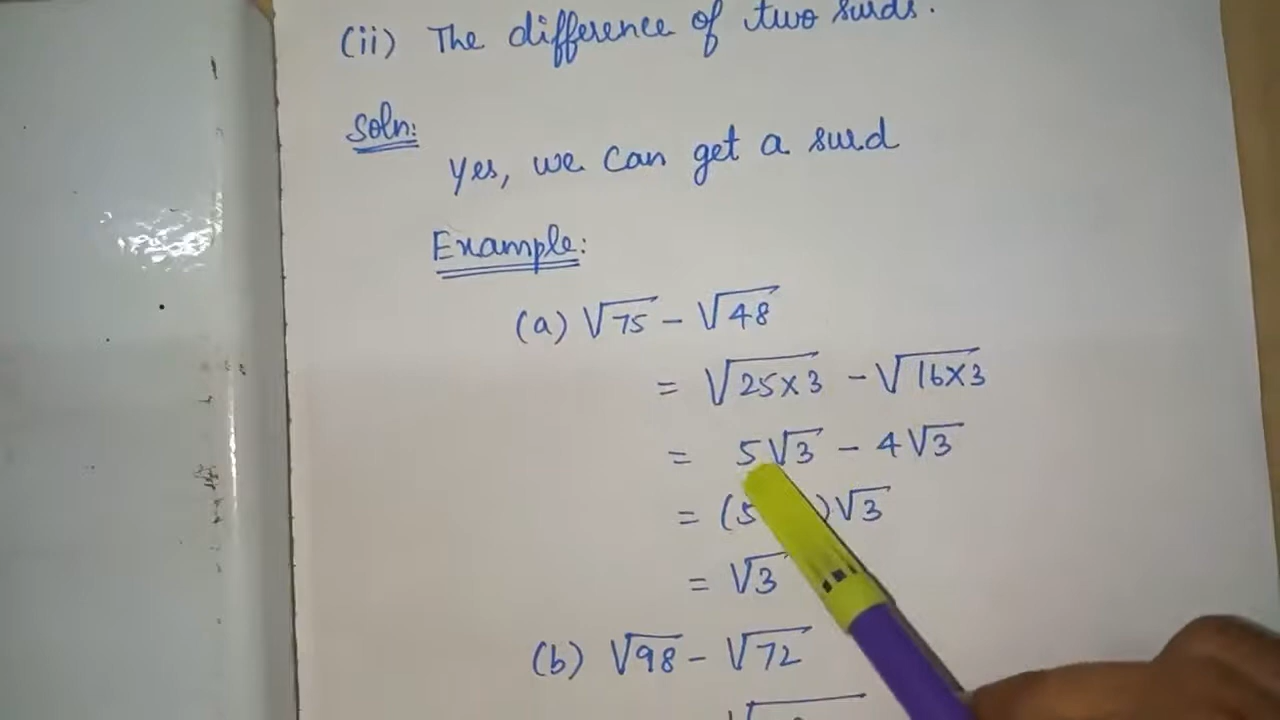 (ii) The difference of two surds.
Soln:
Yes, we can get a surd
Example:
(a) √75 - √48
= √25×3 - √16×3
= 5√3 - 4√3
= (5 )√3
= √3
(b) √98 - √72